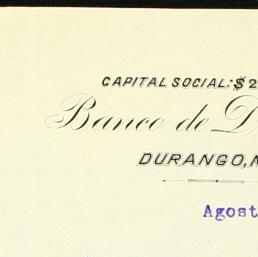 CAPITAL SOCIAL: $2
Banco de D
DURANGO, M
Agost